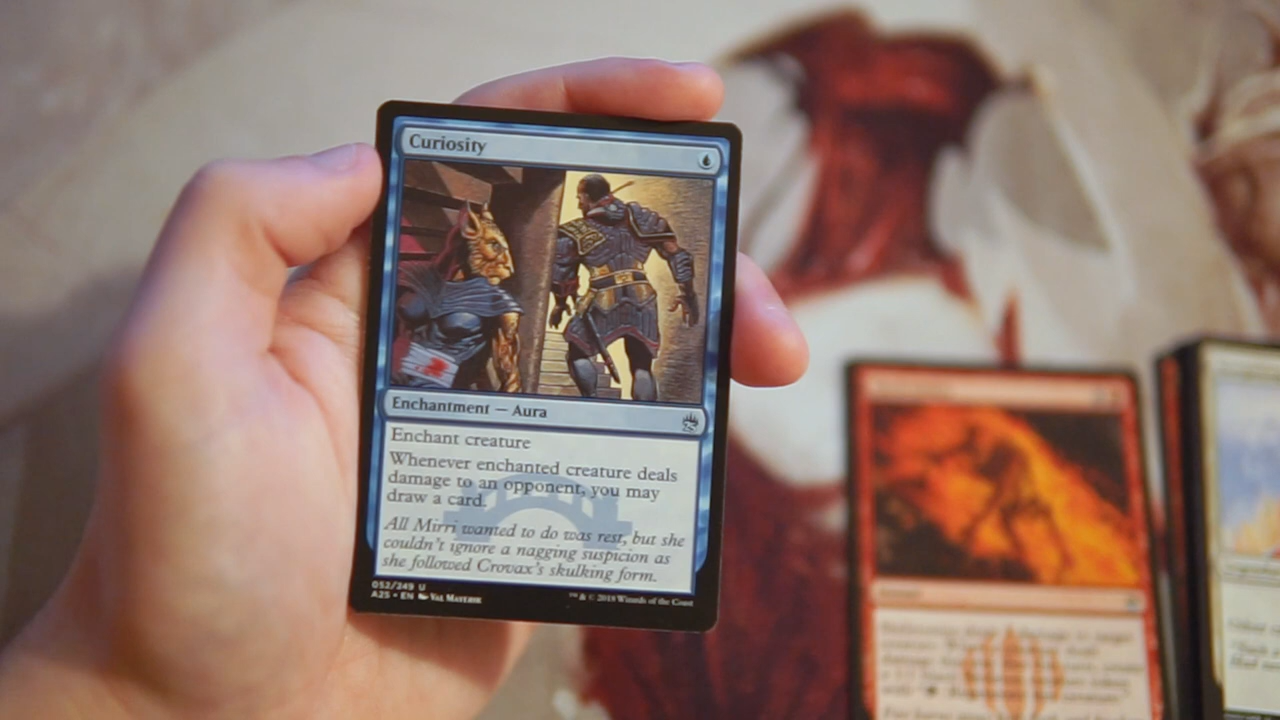 Curiosity
Enchantment — Aura
Enchant creature
Whenever enchanted creature deals
damage to an opponent, you may
draw a card.
All Mirri wanted to do was rest, but she
couldn't ignore a nagging suspicion as
she followed Crovax's skulking form.
052/249 U
A25 • EN Val Mayerik
™ & © 2018 Wizards of the Coast